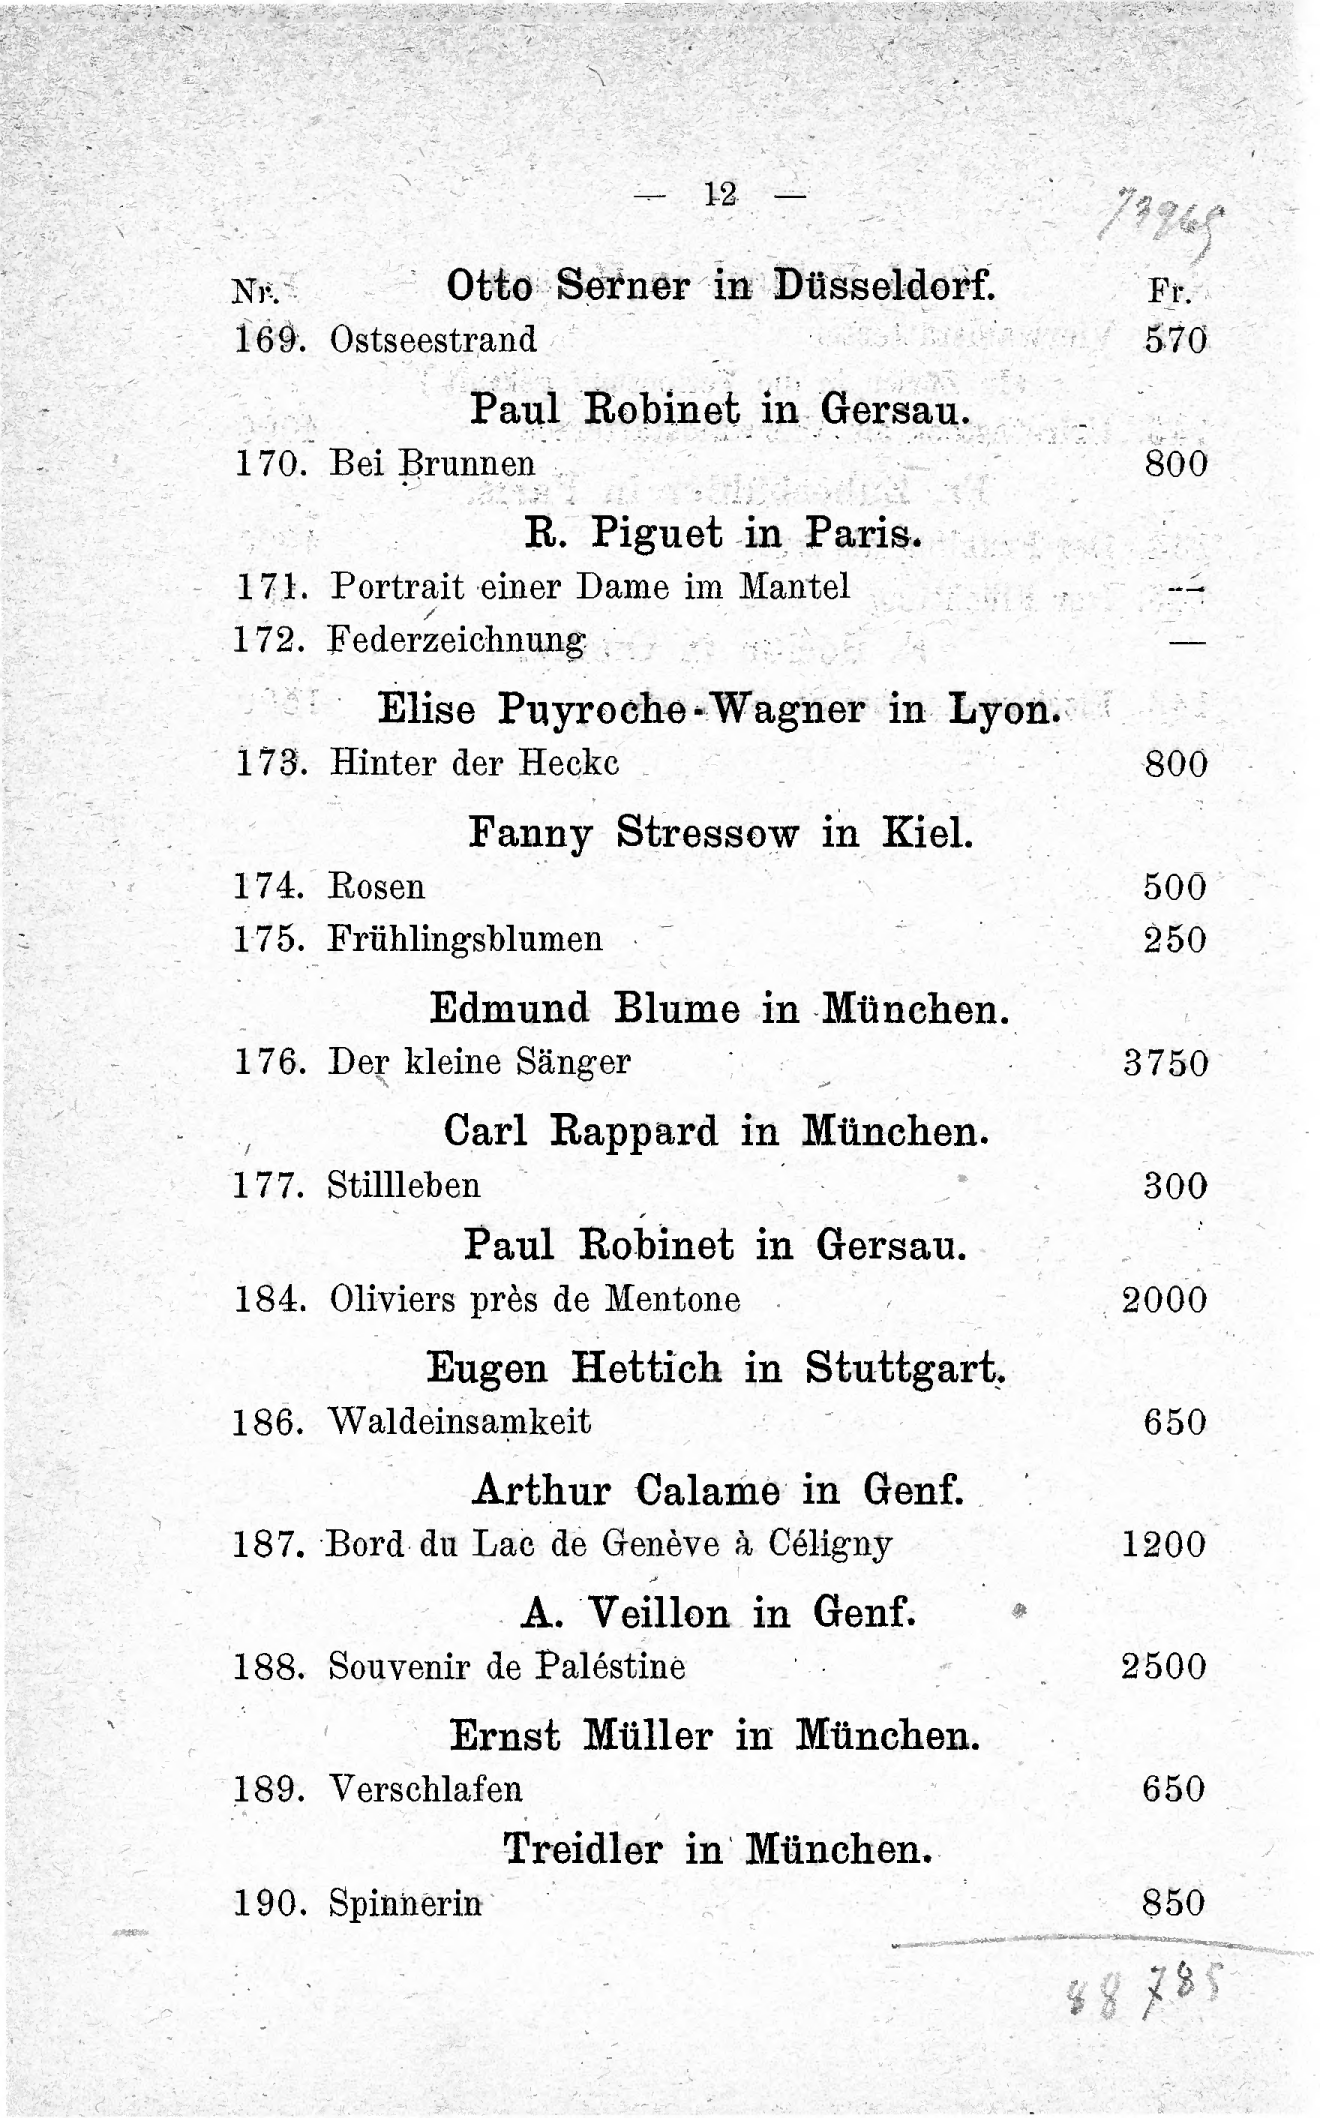 — 12 —
73965
Nr. Otto Serner in Düsseldorf. Fr.
169. Ostseestrand 570
Paul Robinet in Gersau.
170. Bei Brunnen 800
R. Piguet in Paris.
171. Portrait einer Dame im Mantel —
172. Federzeichnung —
Elise Puyroche-Wagner in Lyon.
173. Hinter der Hecke 800
Fanny Stressow in Kiel.
174. Rosen 500
175. Frühlingsblumen 250
Edmund Blume in München.
176. Der kleine Sänger 3750
Carl Rappard in München.
177. Stillleben 300
Paul Robinet in Gersau.
184. Oliviers près de Mentone 2000
Eugen Hettich in Stuttgart.
186. Waldeinsamkeit 650
Arthur Calame in Genf.
187. Bord du Lac de Genève à Céligny 1200
A. Veillon in Genf.
188. Souvenir de Paléstine 2500
Ernst Müller in München.
189. Verschlafen 650
Treidler in München.
190. Spinnerin 850
88785